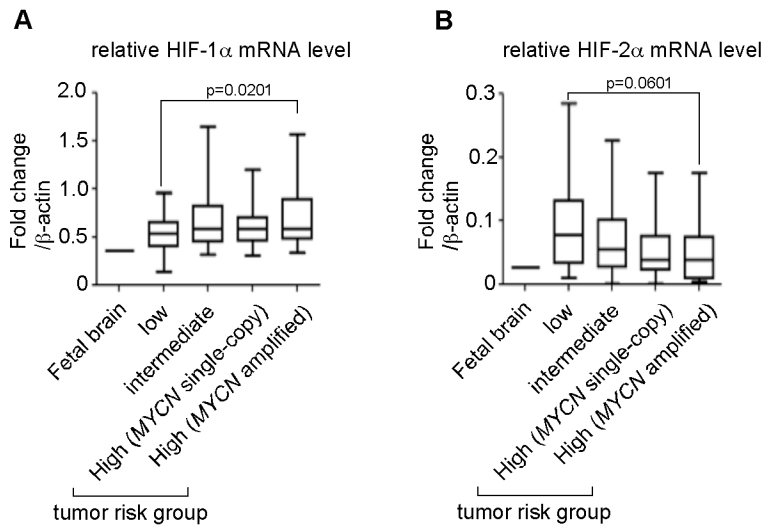 A
relative HIF-1α mRNA level
Fold change
/β-actin
2.0
1.5
1.0
0.5
0
p=0.0201
Fetal brain
low
intermediate
High (MYCN single-copy)
High (MYCN amplified)
tumor risk group
B
relative HIF-2α mRNA level
Fold change
/β-actin
0.3
0.2
0.1
0
p=0.0601
Fetal brain
low
intermediate
High (MYCN single-copy)
High (MYCN amplified)
tumor risk group